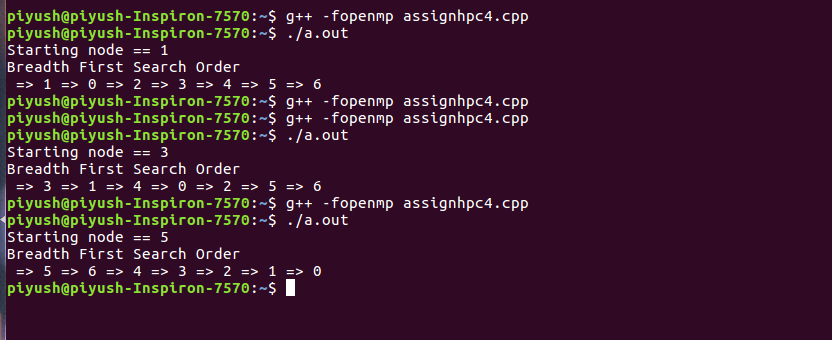 piyush@piyush-Inspiron-7570:~$ g++ -fopenmp assignhpc4.cpp
piyush@piyush-Inspiron-7570:~$ ./a.out
Starting node == 1
Breadth First Search Order
 => 1 => 0 => 2 => 3 => 4 => 5 => 6
piyush@piyush-Inspiron-7570:~$ g++ -fopenmp assignhpc4.cpp
piyush@piyush-Inspiron-7570:~$ g++ -fopenmp assignhpc4.cpp
piyush@piyush-Inspiron-7570:~$ ./a.out
Starting node == 3
Breadth First Search Order
 => 3 => 1 => 4 => 0 => 2 => 5 => 6
piyush@piyush-Inspiron-7570:~$ g++ -fopenmp assignhpc4.cpp
piyush@piyush-Inspiron-7570:~$ ./a.out
Starting node == 5
Breadth First Search Order
 => 5 => 6 => 4 => 3 => 2 => 1 => 0
piyush@piyush-Inspiron-7570:~$